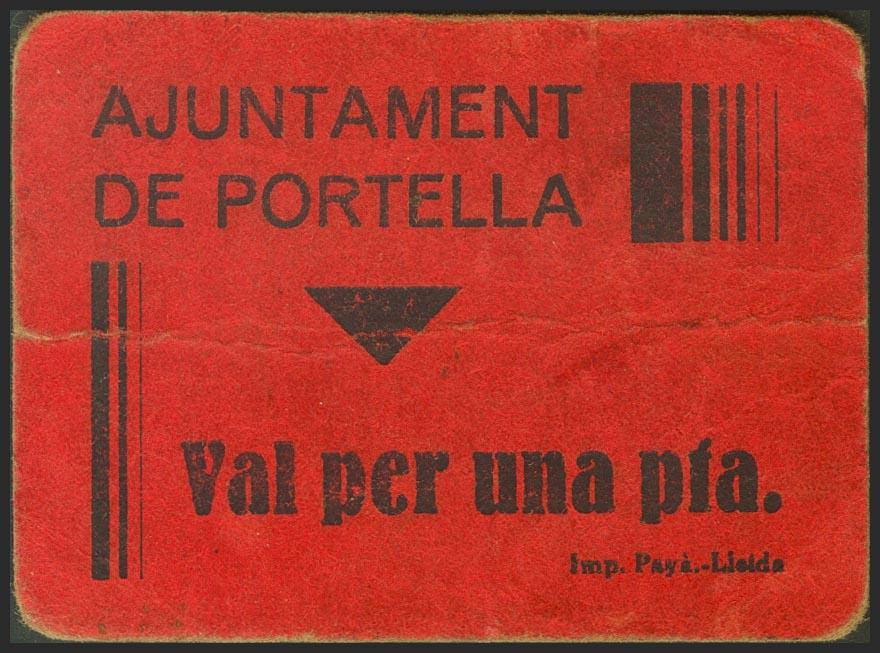 AJUNTAMENT
DE PORTELLA
Val per una pta.
Imp. Payà.-Lleida